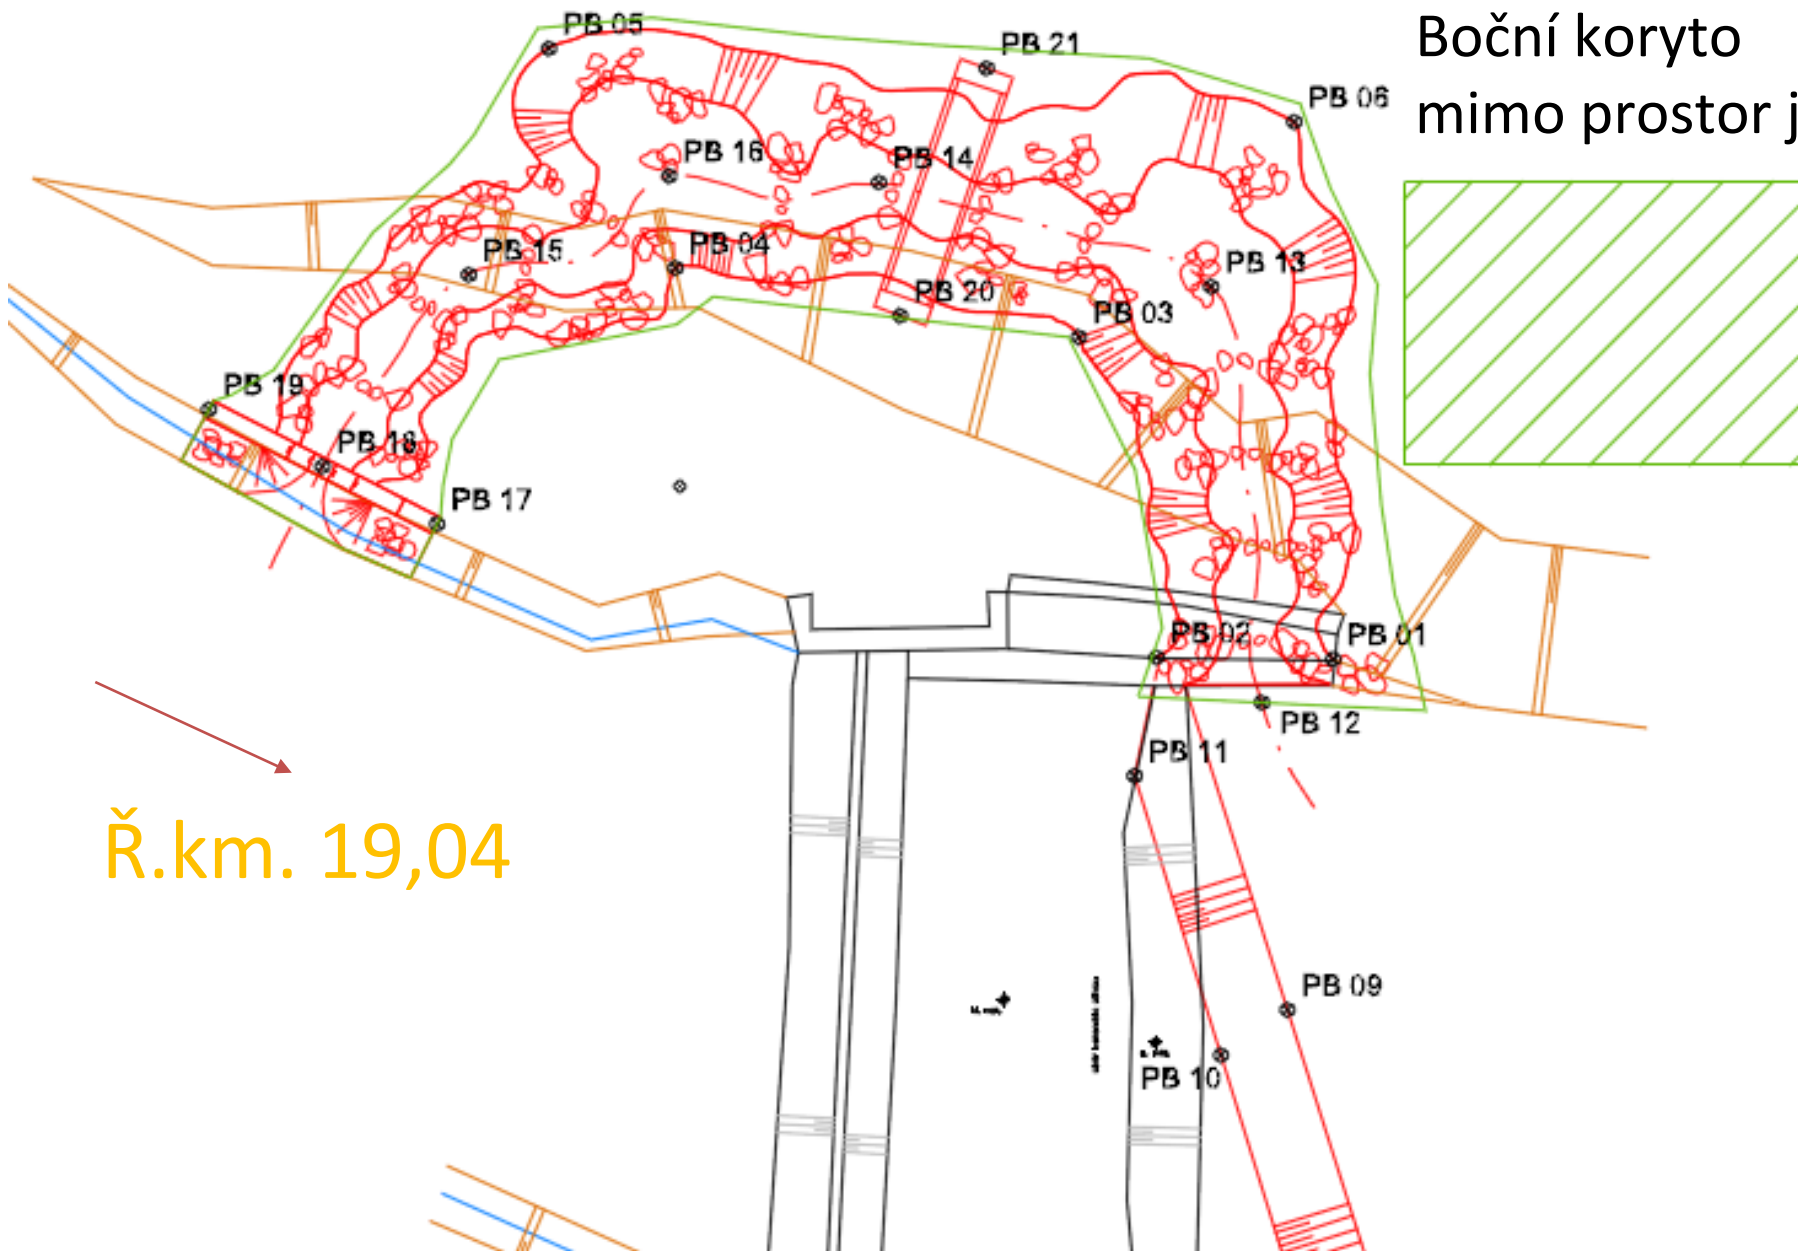 PB 05
PB 21
Boční koryto
mimo prostor j
PB 06
PB 16
PB 14
PB 15
PB 04
PB 13
PB 20
PB 03
PB 19
PB 18
PB 17
PB 02
PB 01
PB 12
PB 11
Ř.km. 19,04
PB 09
PB 10